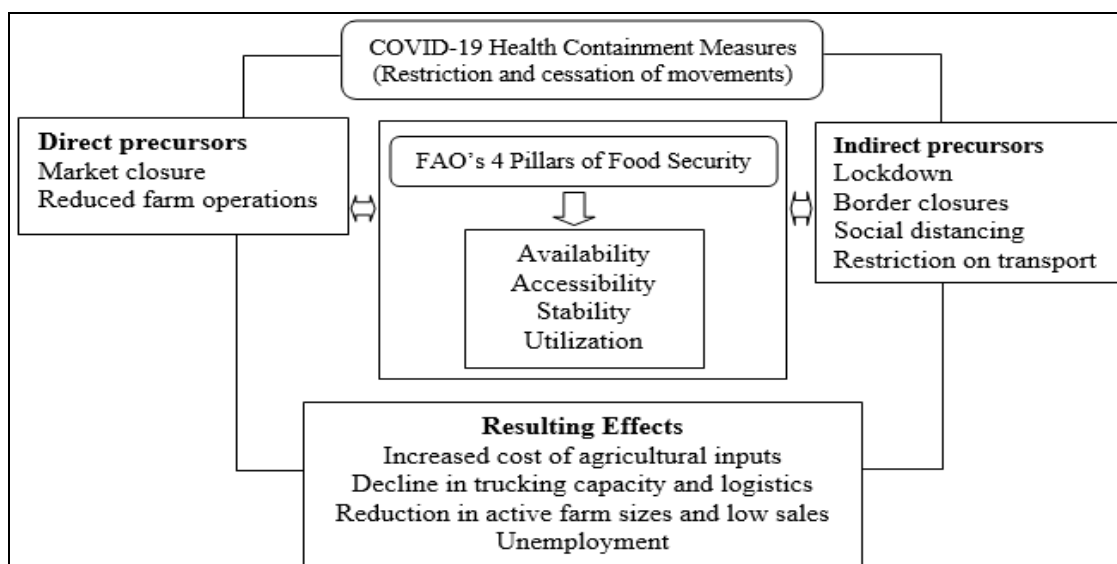 COVID-19 Health Containment Measures
(Restriction and cessation of movements)
Direct precursors
Market closure
Reduced farm operations
FAO's 4 Pillars of Food Security
Availability
Accessibility
Stability
Utilization
Indirect precursors
Lockdown
Border closures
Social distancing
Restriction on transport
Resulting Effects
Increased cost of agricultural inputs
Decline in trucking capacity and logistics
Reduction in active farm sizes and low sales
Unemployment